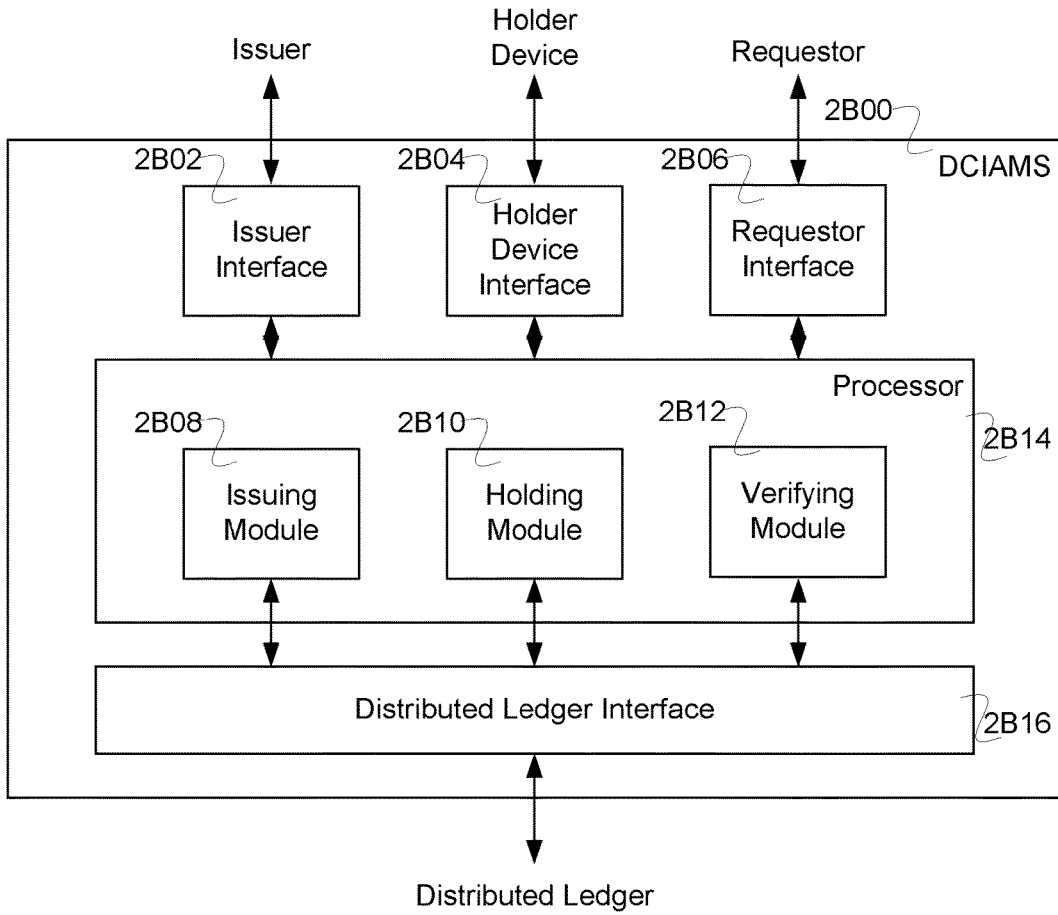 Issuer
Holder
Device
Requestor
2B00
DCIAMS
2B02
2B04
2B06
Issuer
Interface
Holder
Device
Interface
Requestor
Interface
Processor
2B14
2B08
2B10
2B12
Issuing
Module
Holding
Module
Verifying
Module
Distributed Ledger Interface
2B16
Distributed Ledger